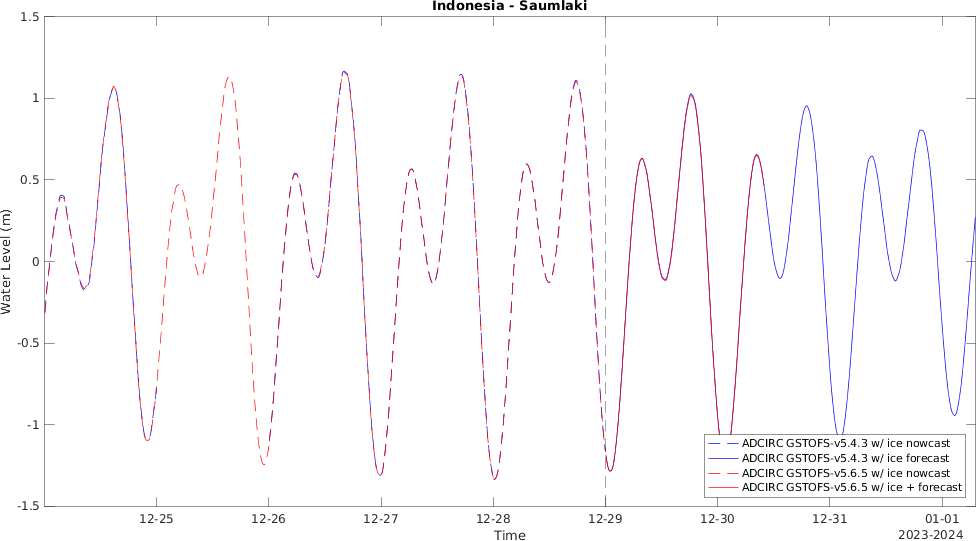 Indonesia - Saumlaki
1.5
1
0.5
0
-0.5
-1
-1.5
Water Level (m)
ADCIRC GSTOFS-v5.4.3 w/ ice nowcast
ADCIRC GSTOFS-v5.4.3 w/ ice forecast
ADCIRC GSTOFS-v5.6.5 w/ ice nowcast
ADCIRC GSTOFS-v5.6.5 w/ ice + forecast
12-25 12-26 12-27 12-28 12-29 12-30 12-31 01-01
Time
2023-2024